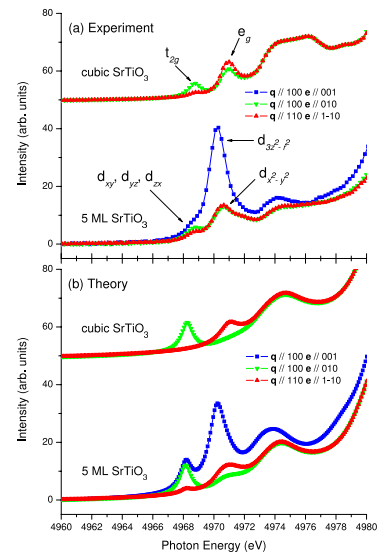 (a) Experiment
80
60
40
20
0
Intensity (arb. units)
t2g
eg
cubic SrTiO3
q // 100 e // 001
q // 100 e // 010
q // 110 e // 1-10
d3z²-r²
dxy, dyz, dzx
dx²-y²
5 ML SrTiO3
(b) Theory
80
60
40
20
0
Intensity (arb. units)
cubic SrTiO3
q // 100 e // 001
q // 100 e // 010
q // 110 e // 1-10
5 ML SrTiO3
4960 4962 4964 4966 4968 4970 4972 4974 4976 4978 4980
Photon Energy (eV)